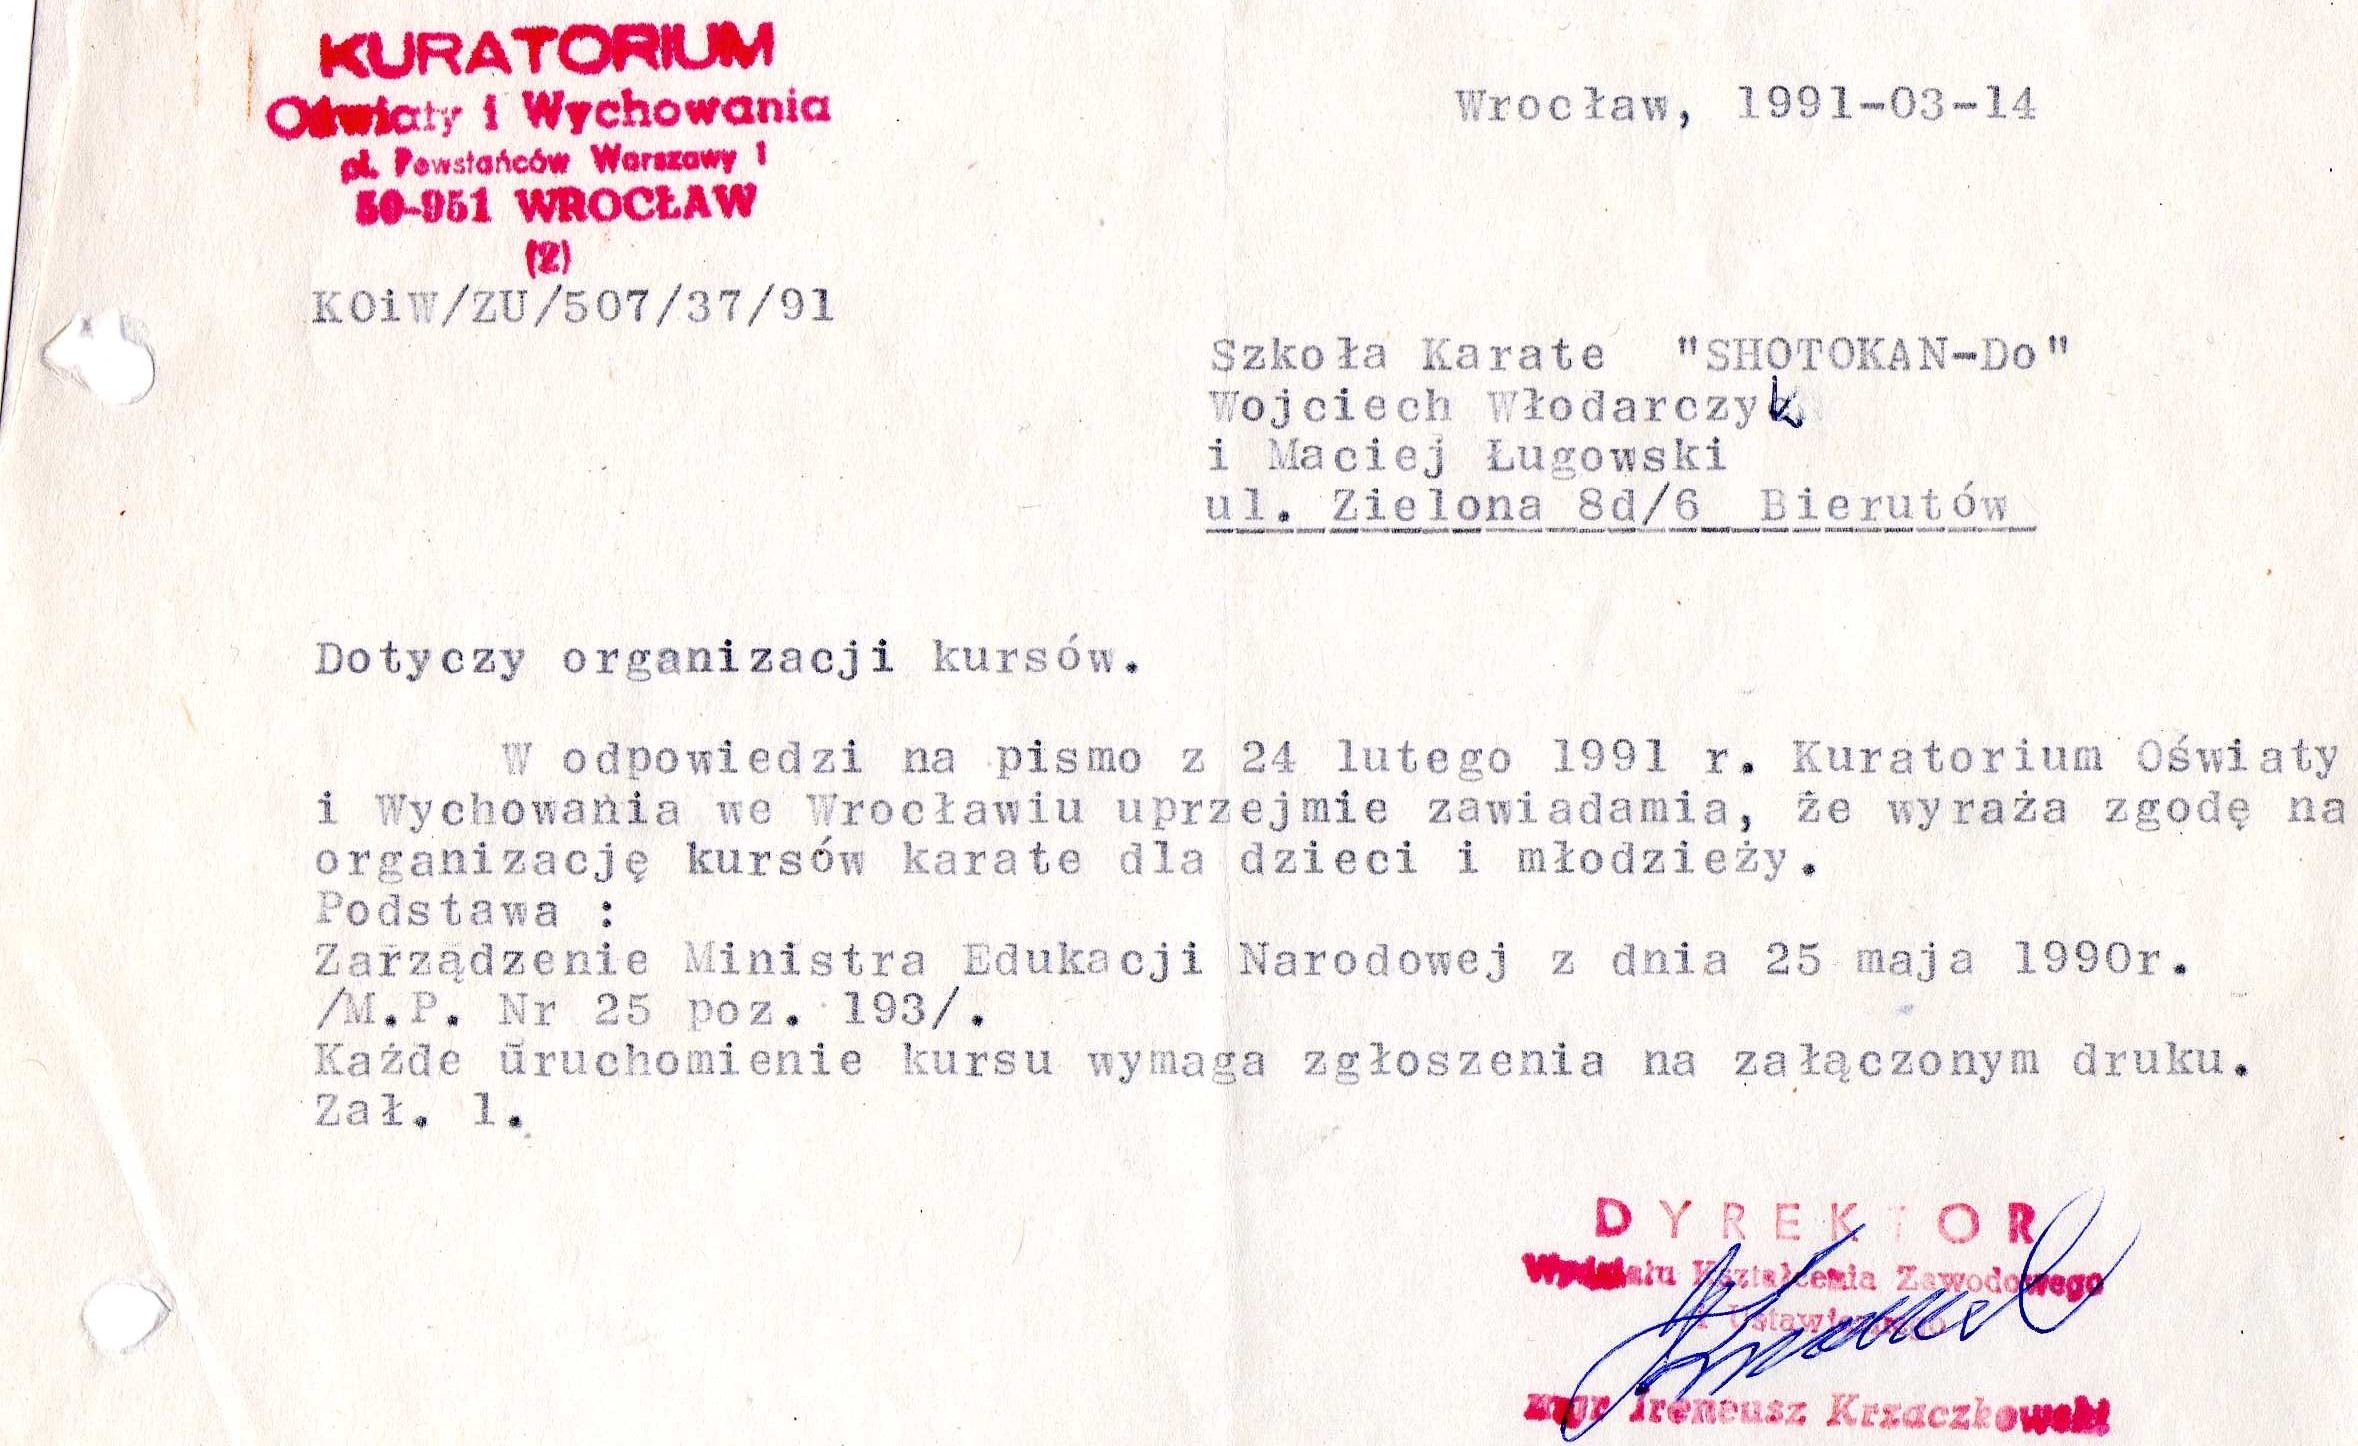 KURATORIUM
Oświaty i Wychowania
pl. Powstańców Warszawy 1
50-951 WROCŁAW
(2)
Wrocław, 1991-03-14
KOiW/ZU/507/37/91
Szkoła Karate "SHOTOKAN-Do"
Wojciech Włodarczyk
i Maciej Ługowski
ul. Zielona 8d/6 Bierutów
Dotyczy organizacji kursów.
W odpowiedzi na pismo z 24 lutego 1991 r. Kuratorium Oświaty
i Wychowania we Wrocławiu uprzejmie zawiadamia, że wyraża zgodę na
organizację kursów karate dla dzieci i młodzieży.
Podstawa :
Zarządzenie Ministra Edukacji Narodowej z dnia 25 maja 1990r.
/M.P. Nr 25 poz. 193/.
Każde uruchomienie kursu wymaga zgłoszenia na załączonym druku.
Zał. 1.
DYREKTOR
Wydziału Kształcenia Zawodowego
i Ustawicznego
mgr Ireneusz Krzaczkowski